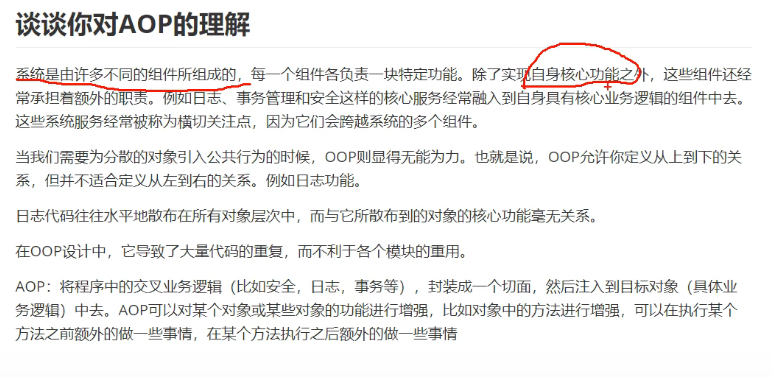 谈谈你对AOP的理解
系统是由许多不同的组件所组成的，每一个组件各负责一块特定功能。除了实现自身核心功能之外，这些组件还经
常承担着额外的职责。例如日志、事务管理和安全这样的核心服务经常融入到自身具有核心业务逻辑的组件中去。
这些系统服务经常被称为横切关注点，因为它们会跨越系统的多个组件。
当我们需要为分散的对象引入公共行为的时候，OOP则显得无能为力。也就是说，OOP允许你定义从上到下的关
系，但并不适合定义从左到右的关系。例如日志功能。
日志代码往往水平地散布在所有对象层次中，而与它所散布到的对象的核心功能毫无关系。
在OOP设计中，它导致了大量代码的重复，而不利于各个模块的重用。
AOP：将程序中的交叉业务逻辑（比如安全，日志，事务等），封装成一个切面，然后注入到目标对象（具体业
务逻辑）中去。AOP可以对某个对象或某些对象的功能进行增强，比如对象中的方法进行增强，可以在执行某个
方法之前额外的做一些事情，在某个方法执行之后额外的做一些事情